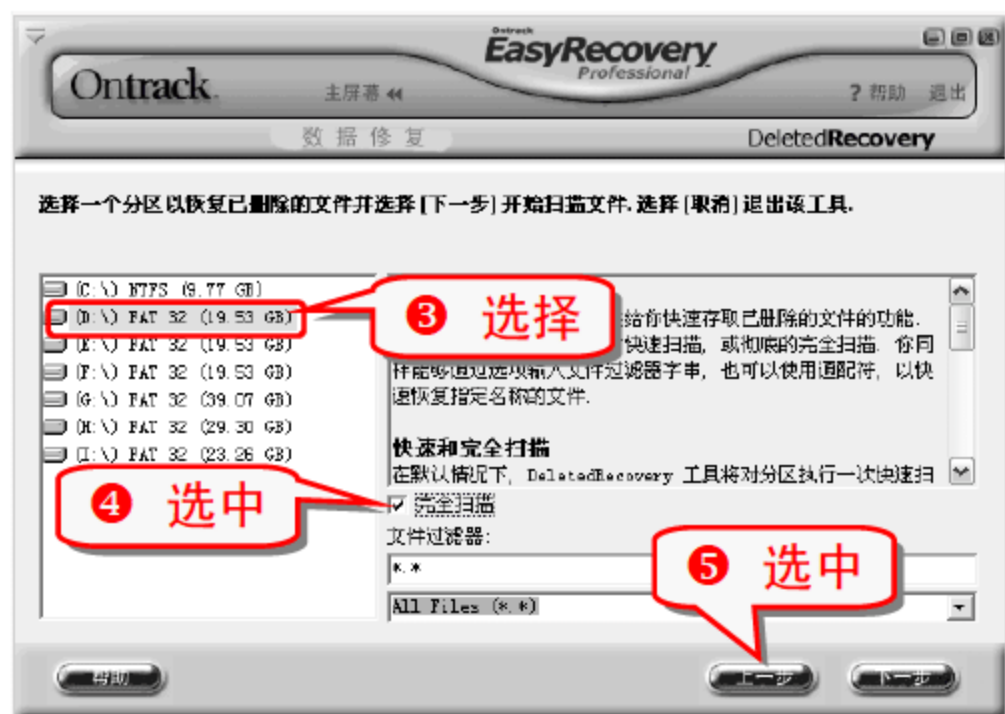 Ontrack
EasyRecovery
Professional
Ontrack
主屏幕
? 帮助 退出
数据修复
DeletedRecovery
选择一个分区以恢复已删除的文件并选择 [下一步] 开始扫描文件. 选择 [取消] 退出该工具.
(C:\) NTFS (9.77 GB)
(D:\) FAT 32 (19.53 GB)
(E:\) FAT 32 (19.53 GB)
(F:\) FAT 32 (19.53 GB)
(G:\) FAT 32 (39.07 GB)
(H:\) FAT 32 (29.30 GB)
(I:\) FAT 32 (23.26 GB)
❸ 选择
给你快速存取已删除的文件的功能.
快速扫描, 或彻底的完全扫描. 你同
样能够通过选项输入文件过滤器字串, 也可以使用通配符, 以快
速恢复指定名称的文件.
快速和完全扫描
在默认情况下, DeletedRecovery 工具将对分区执行一次快速扫
❹ 选中
完全扫描
文件过滤器:
*.*
❺ 选中
All Files (*.*)
帮助
上一步
下一步